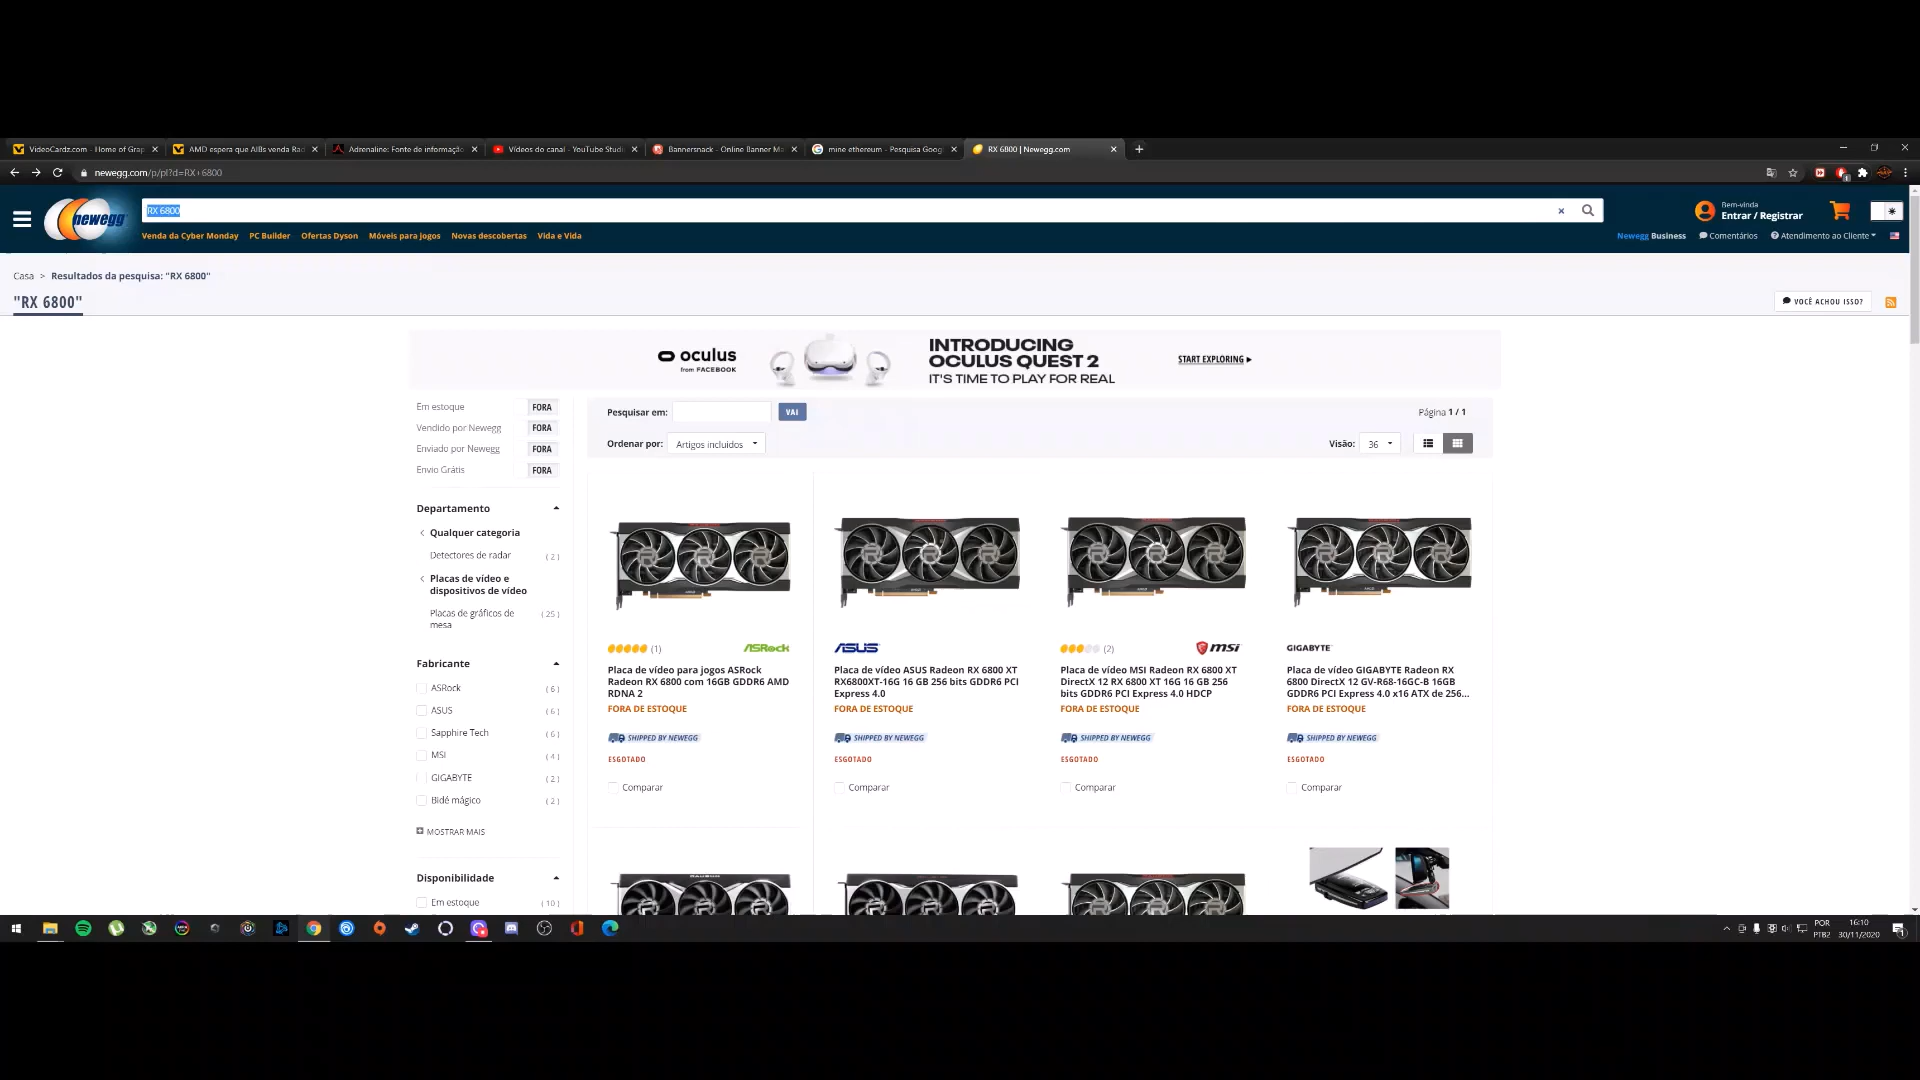 VideoCardz.com - Home of Grap
AMD espera que AIBs venda Rad
Adrenaline: Fonte de informação
Vídeos do canal - YouTube Studi
Bannersnack - Online Banner Ma
mine ethereum - Pesquisa Goog
RX 6800 | Newegg.com
newegg.com/p/pl?d=RX+6800
newegg
RX 6800
Bem-vinda
Entrar / Registrar
Venda da Cyber Monday
PC Builder
Ofertas Dyson
Móveis para jogos
Novas descobertas
Vida e Vida
Newegg Business
Comentários
Atendimento ao Cliente
Casa > Resultados da pesquisa: "RX 6800"
"RX 6800"
VOCÊ ACHOU ISSO?
oculus
from FACEBOOK
INTRODUCING
OCULUS QUEST 2
IT'S TIME TO PLAY FOR REAL
START EXPLORING
Em estoque FORA
Vendido por Newegg FORA
Enviado por Newegg FORA
Envio Grátis FORA
Departamento
Qualquer categoria
Detectores de radar (2)
Placas de vídeo e
dispositivos de vídeo
Placas de gráficos de
mesa (25)
Fabricante
ASRock (6)
ASUS (6)
Sapphire Tech (6)
MSI (4)
GIGABYTE (2)
Bidé mágico (2)
MOSTRAR MAIS
Disponibilidade
Em estoque (10)
Pesquisar em: VAI
Página 1 / 1
Ordenar por: Artigos incluídos
Visão: 36
(1) ASRock
Placa de vídeo para jogos ASRock
Radeon RX 6800 com 16GB GDDR6 AMD
RDNA 2
FORA DE ESTOQUE
SHIPPED BY NEWEGG
ESGOTADO
Comparar
ASUS
Placa de vídeo ASUS Radeon RX 6800 XT
RX6800XT-16G 16 GB 256 bits GDDR6 PCI
Express 4.0
FORA DE ESTOQUE
SHIPPED BY NEWEGG
ESGOTADO
Comparar
(2) msi
Placa de vídeo MSI Radeon RX 6800 XT
DirectX 12 RX 6800 XT 16G 16 GB 256
bits GDDR6 PCI Express 4.0 HDCP
FORA DE ESTOQUE
SHIPPED BY NEWEGG
ESGOTADO
Comparar
GIGABYTE
Placa de vídeo GIGABYTE Radeon RX
6800 DirectX 12 GV-R68-16GC-B 16GB
GDDR6 PCI Express 4.0 x16 ATX de 256...
FORA DE ESTOQUE
SHIPPED BY NEWEGG
ESGOTADO
Comparar
POR
PTB2
16:10
30/11/2020